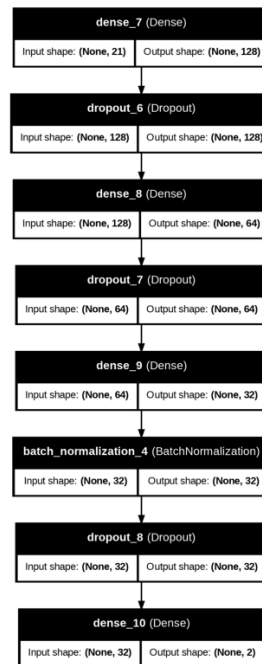 dense_7 (Dense)
Input shape: (None, 21) Output shape: (None, 128)
dropout_6 (Dropout)
Input shape: (None, 128) Output shape: (None, 128)
dense_8 (Dense)
Input shape: (None, 128) Output shape: (None, 64)
dropout_7 (Dropout)
Input shape: (None, 64) Output shape: (None, 64)
dense_9 (Dense)
Input shape: (None, 64) Output shape: (None, 32)
batch_normalization_4 (BatchNormalization)
Input shape: (None, 32) Output shape: (None, 32)
dropout_8 (Dropout)
Input shape: (None, 32) Output shape: (None, 32)
dense_10 (Dense)
Input shape: (None, 32) Output shape: (None, 2)